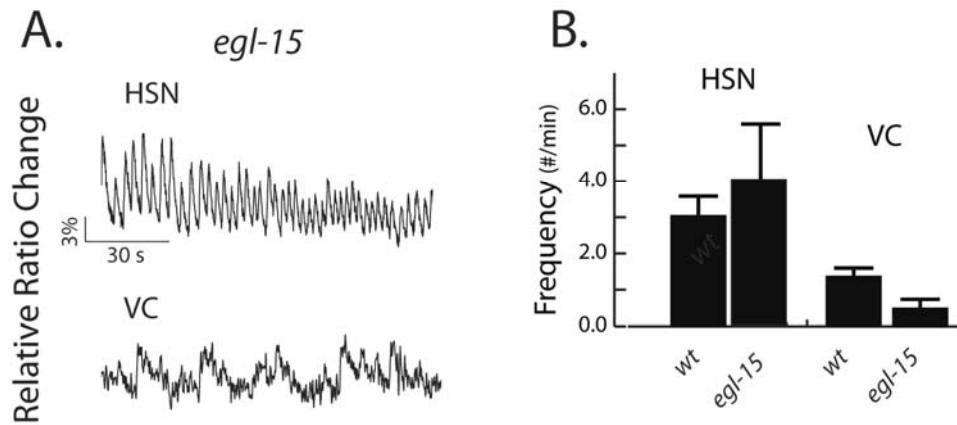 A.
egl-15
HSN
Relative Ratio Change
3%
30 s
VC
B.
HSN
VC
Frequency (#/min)
6.0
4.0
2.0
0.0
wt
wt
egl-15
wt
egl-15